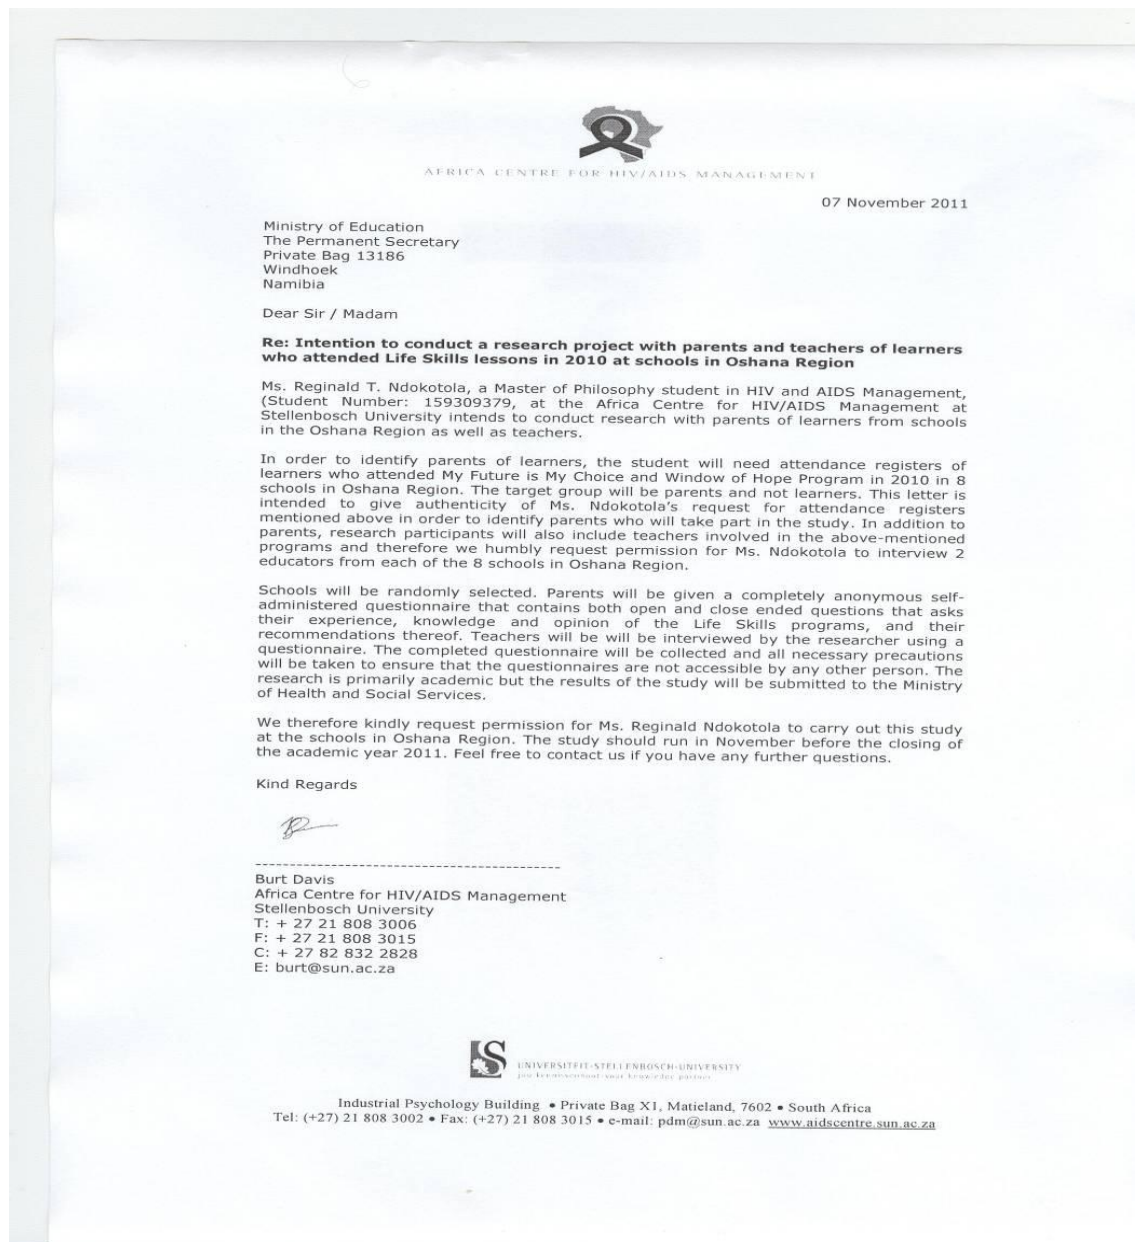 AFRICA CENTRE FOR HIV/AIDS MANAGEMENT
07 November 2011
Ministry of Education
The Permanent Secretary
Private Bag 13186
Windhoek
Namibia
Dear Sir / Madam
Re: Intention to conduct a research project with parents and teachers of learners
who attended Life Skills lessons in 2010 at schools in Oshana Region
Ms. Reginald T. Ndokotola, a Master of Philosophy student in HIV and AIDS Management,
(Student Number: 159309379, at the Africa Centre for HIV/AIDS Management at
Stellenbosch University intends to conduct research with parents of learners from schools
in the Oshana Region as well as teachers.
In order to identify parents of learners, the student will need attendance registers of
learners who attended My Future is My Choice and Window of Hope Program in 2010 in 8
schools in Oshana Region. The target group will be parents and not learners. This letter is
intended to give authenticity of Ms. Ndokotola's request for attendance registers
mentioned above in order to identify parents who will take part in the study. In addition to
parents, research participants will also include teachers involved in the above-mentioned
programs and therefore we humbly request permission for Ms. Ndokotola to interview 2
educators from each of the 8 schools in Oshana Region.
Schools will be randomly selected. Parents will be given a completely anonymous self-
administered questionnaire that contains both open and close ended questions that asks
their experience, knowledge and opinion of the Life Skills programs, and their
recommendations thereof. Teachers will be will be interviewed by the researcher using a
questionnaire. The completed questionnaire will be collected and all necessary precautions
will be taken to ensure that the questionnaires are not accessible by any other person. The
research is primarily academic but the results of the study will be submitted to the Ministry
of Health and Social Services.
We therefore kindly request permission for Ms. Reginald Ndokotola to carry out this study
at the schools in Oshana Region. The study should run in November before the closing of
the academic year 2011. Feel free to contact us if you have any further questions.
Kind Regards
--------------------------------------------
Burt Davis
Africa Centre for HIV/AIDS Management
Stellenbosch University
T: + 27 21 808 3006
F: + 27 21 808 3015
C: + 27 82 832 2828
E: burt@sun.ac.za
UNIVERSITEIT·STELLENBOSCH·UNIVERSITY
jou kennisvennoot·your knowledge partner
Industrial Psychology Building • Private Bag X1, Matieland, 7602 • South Africa
Tel: (+27) 21 808 3002 • Fax: (+27) 21 808 3015 • e-mail: pdm@sun.ac.za www.aidscentre.sun.ac.za